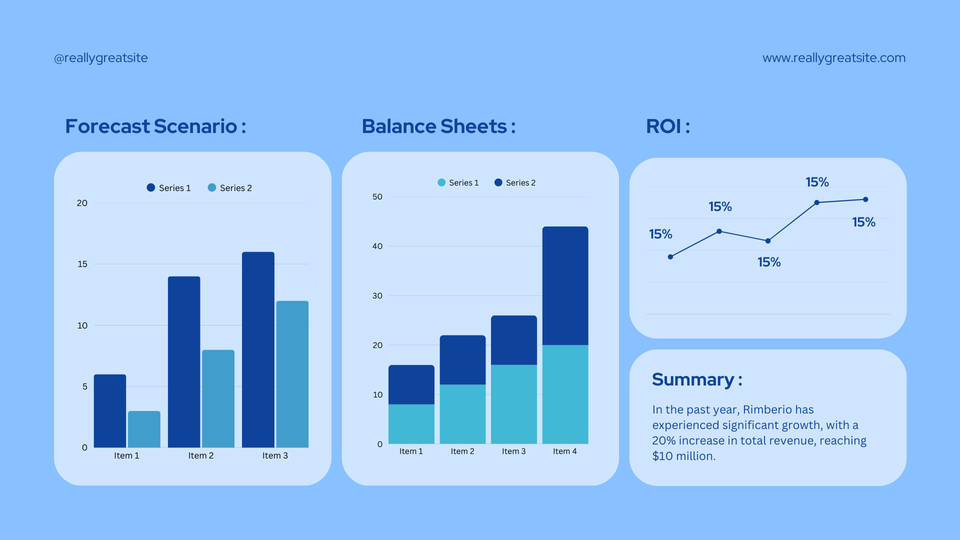 @reallygreatsite
www.reallygreatsite.com
Forecast Scenario :
Series 1 Series 2
20
15
10
5
0
Item 1 Item 2 Item 3
Balance Sheets :
Series 1 Series 2
50
40
30
20
10
0
Item 1 Item 2 Item 3 Item 4
ROI :
15%
15%
15%
15%
15%
Summary :
In the past year, Rimberio has
experienced significant growth, with a
20% increase in total revenue, reaching
$10 million.